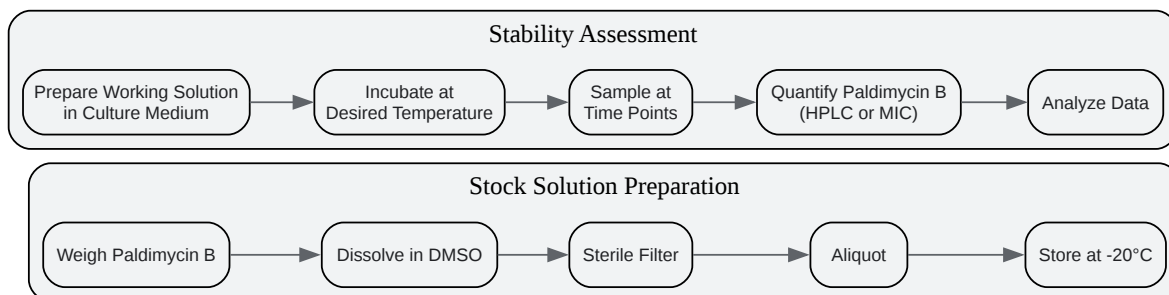 Stability Assessment
Prepare Working Solution
in Culture Medium
Incubate at
Desired Temperature
Sample at
Time Points
Quantify Paldimycin B
(HPLC or MIC)
Analyze Data
Stock Solution Preparation
Weigh Paldimycin B
Dissolve in DMSO
Sterile Filter
Aliquot
Store at -20°C